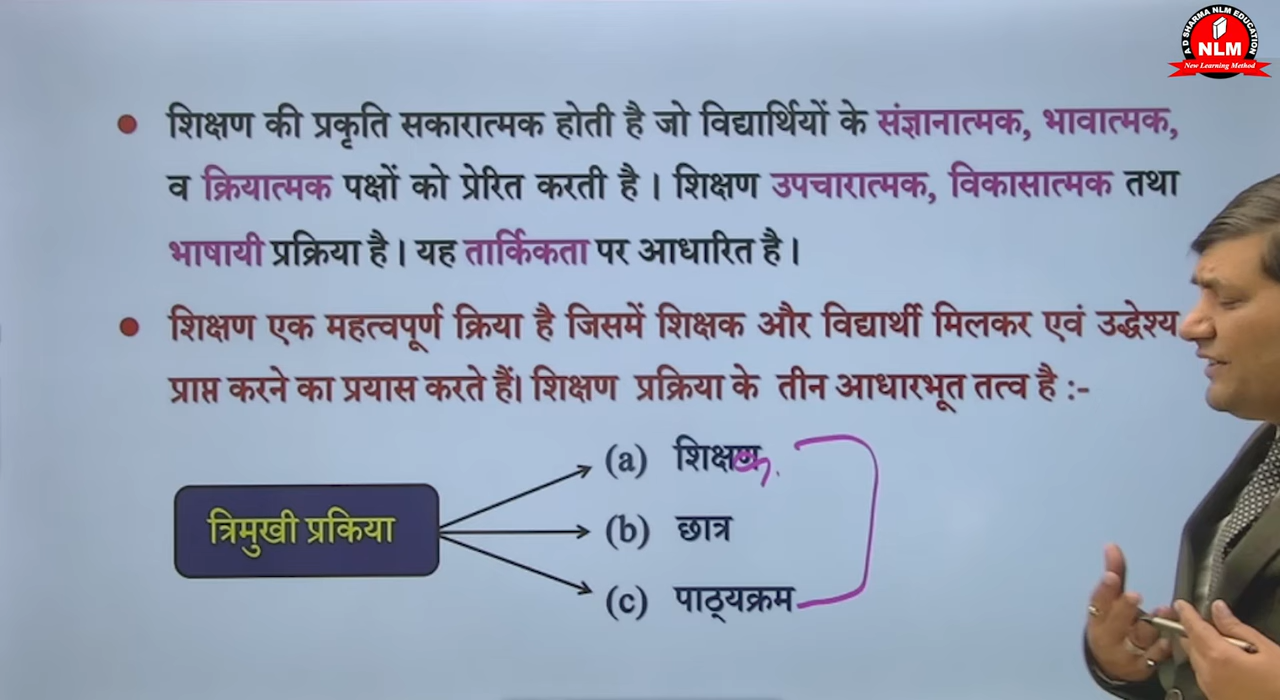 A D SHARMA NLM EDUCATION
NLM
New Learning Method
• शिक्षण की प्रकृति सकारात्मक होती है जो विद्यार्थियों के संज्ञानात्मक, भावात्मक,
व क्रियात्मक पक्षों को प्रेरित करती है । शिक्षण उपचारात्मक, विकासात्मक तथा
भाषायी प्रक्रिया है । यह तार्किकता पर आधारित है ।
• शिक्षण एक महत्वपूर्ण क्रिया है जिसमें शिक्षक और विद्यार्थी मिलकर एवं उद्धेश्य
प्राप्त करने का प्रयास करते हैं। शिक्षण प्रक्रिया के तीन आधारभूत तत्व है :-
(a) शिक्षण
त्रिमुखी प्रकिया
(b) छात्र
(c) पाठ्यक्रम